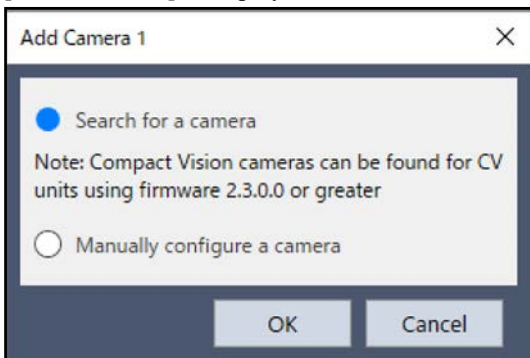 Add Camera 1
Search for a camera
Note: Compact Vision cameras can be found for CV
units using firmware 2.3.0.0 or greater
Manually configure a camera
OK Cancel